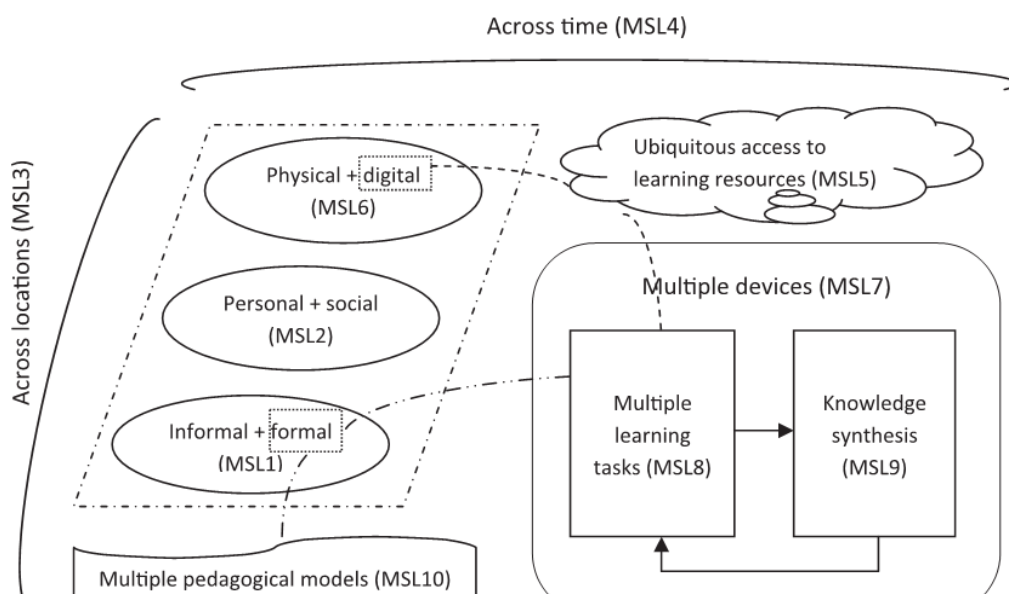 Across time (MSL4)
Across locations (MSL3)
Physical + digital
(MSL6)
Ubiquitous access to
learning resources (MSL5)
Personal + social
(MSL2)
Multiple devices (MSL7)
Informal + formal
(MSL1)
Multiple
learning
tasks (MSL8)
Knowledge
synthesis
(MSL9)
Multiple pedagogical models (MSL10)